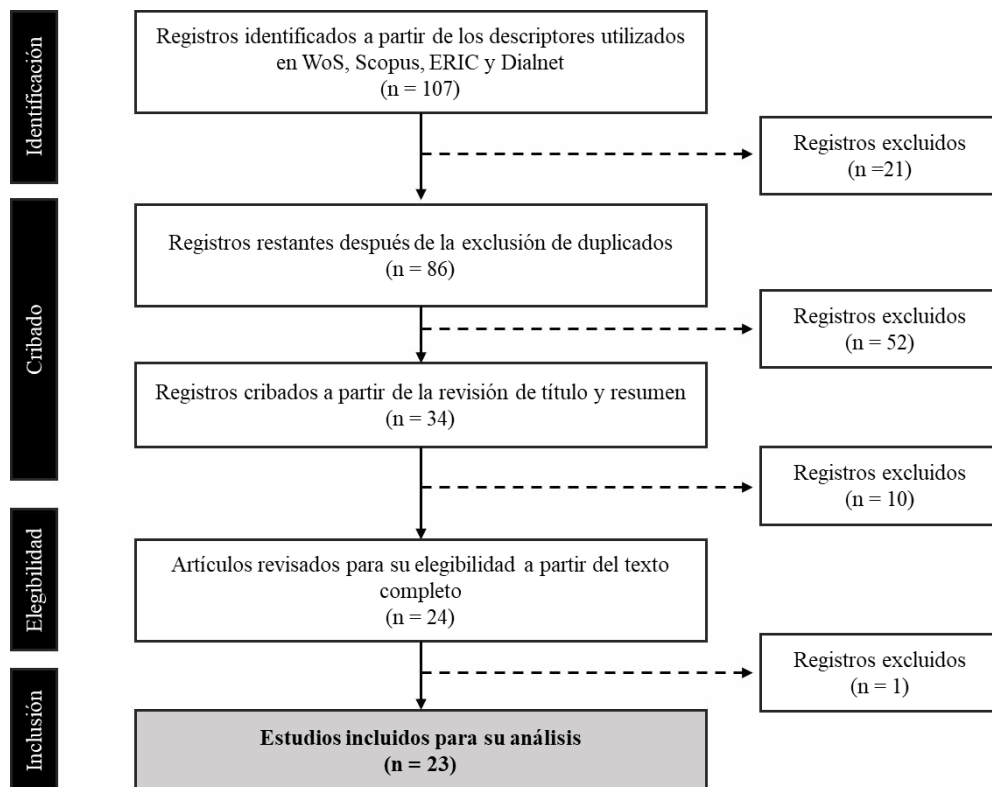 Identificación
Registros identificados a partir de los descriptores utilizados
en WoS, Scopus, ERIC y Dialnet
(n = 107)
Registros excluidos
(n =21)
Cribado
Registros restantes después de la exclusión de duplicados
(n = 86)
Registros excluidos
(n = 52)
Registros cribados a partir de la revisión de título y resumen
(n = 34)
Registros excluidos
(n = 10)
Elegibilidad
Artículos revisados para su elegibilidad a partir del texto
completo
(n = 24)
Registros excluidos
(n = 1)
Inclusión
Estudios incluidos para su análisis
(n = 23)